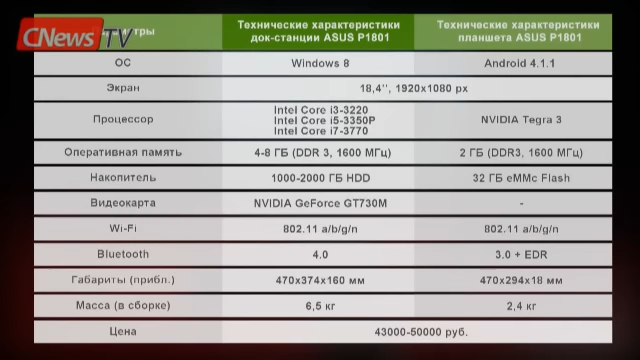 CNews TV
Технические характеристики
док-станции ASUS P1801
Технические характеристики
планшета ASUS P1801
ОС Windows 8 Android 4.1.1
Экран 18,4'', 1920x1080 px
Процессор
Intel Core i3-3220
Intel Core i5-3350P
Intel Core i7-3770
NVIDIA Tegra 3
Оперативная память 4-8 ГБ (DDR 3, 1600 МГц) 2 ГБ (DDR3, 1600 МГц)
Накопитель 1000-2000 ГБ HDD 32 ГБ eMMc Flash
Видеокарта NVIDIA GeForce GT730M -
Wi-Fi 802.11 a/b/g/n 802.11 a/b/g/n
Bluetooth 4.0 3.0 + EDR
Габариты (прибл.) 470x374x160 мм 470x294x18 мм
Масса (в сборке) 6,5 кг 2,4 кг
Цена 43000-50000 руб.